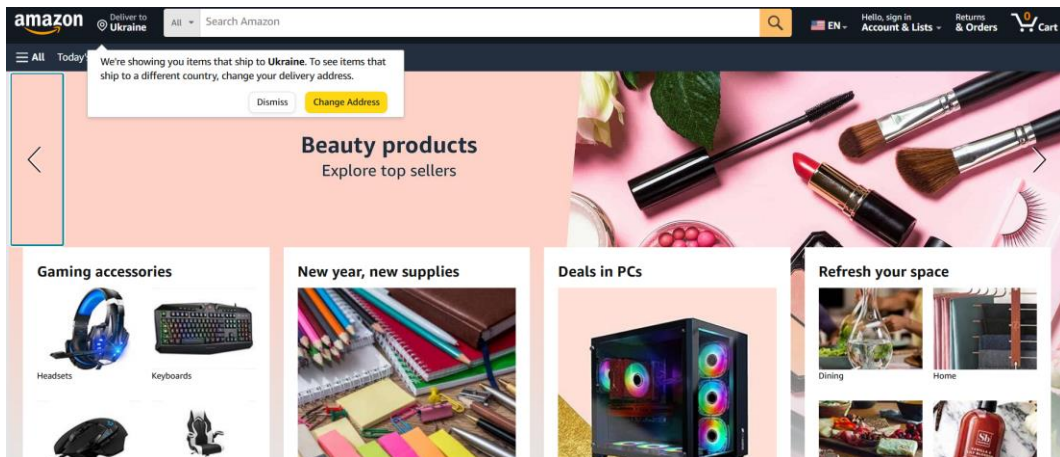 amazon
Deliver to
Ukraine
All
Search Amazon
EN
Hello, sign in
Account & Lists
Returns
& Orders
0
Cart
All
Today's
We're showing you items that ship to Ukraine. To see items that
ship to a different country, change your delivery address.
Dismiss
Change Address
Beauty products
Explore top sellers
Gaming accessories
Headsets
Keyboards
New year, new supplies
Deals in PCs
Refresh your space
Dining
Home